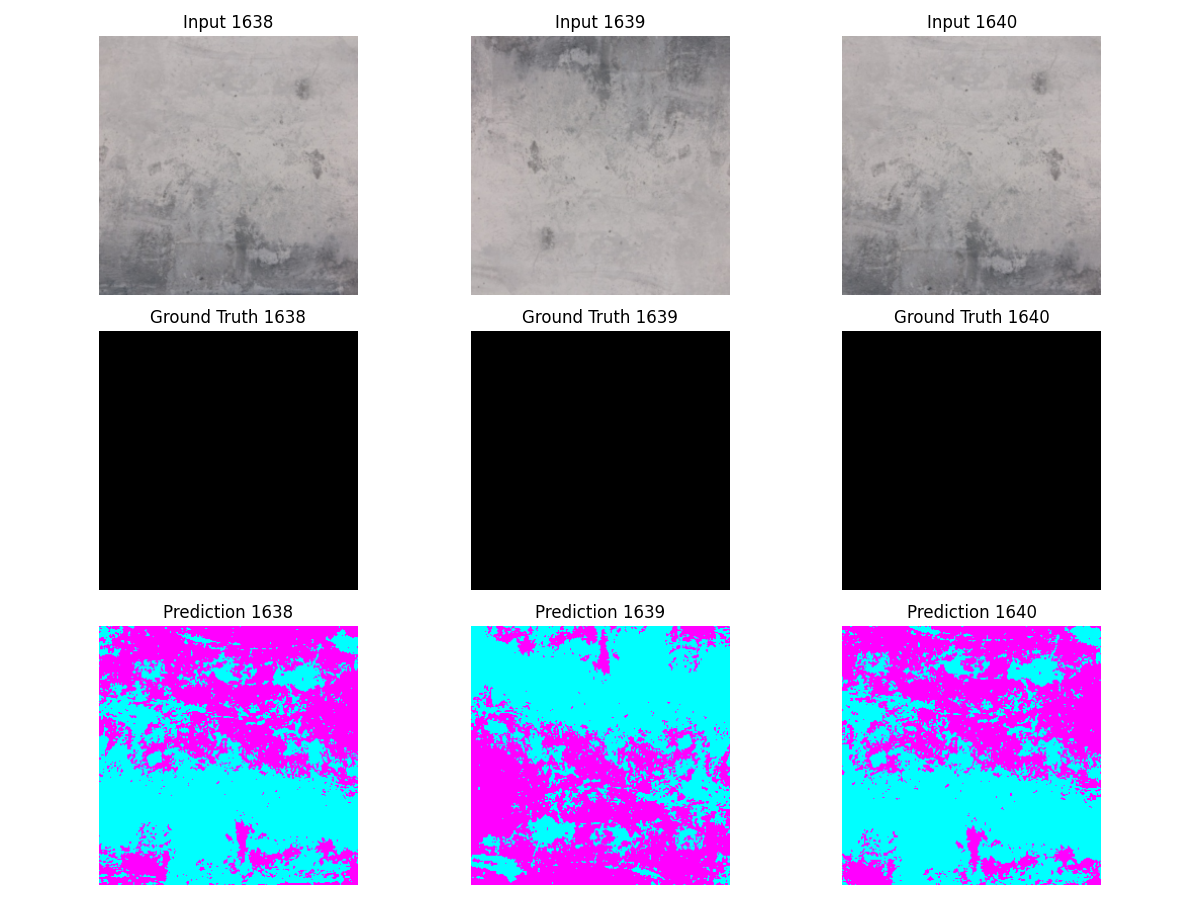 Input 1638
Input 1639
Input 1640
Ground Truth 1638
Ground Truth 1639
Ground Truth 1640
Prediction 1638
Prediction 1639
Prediction 1640